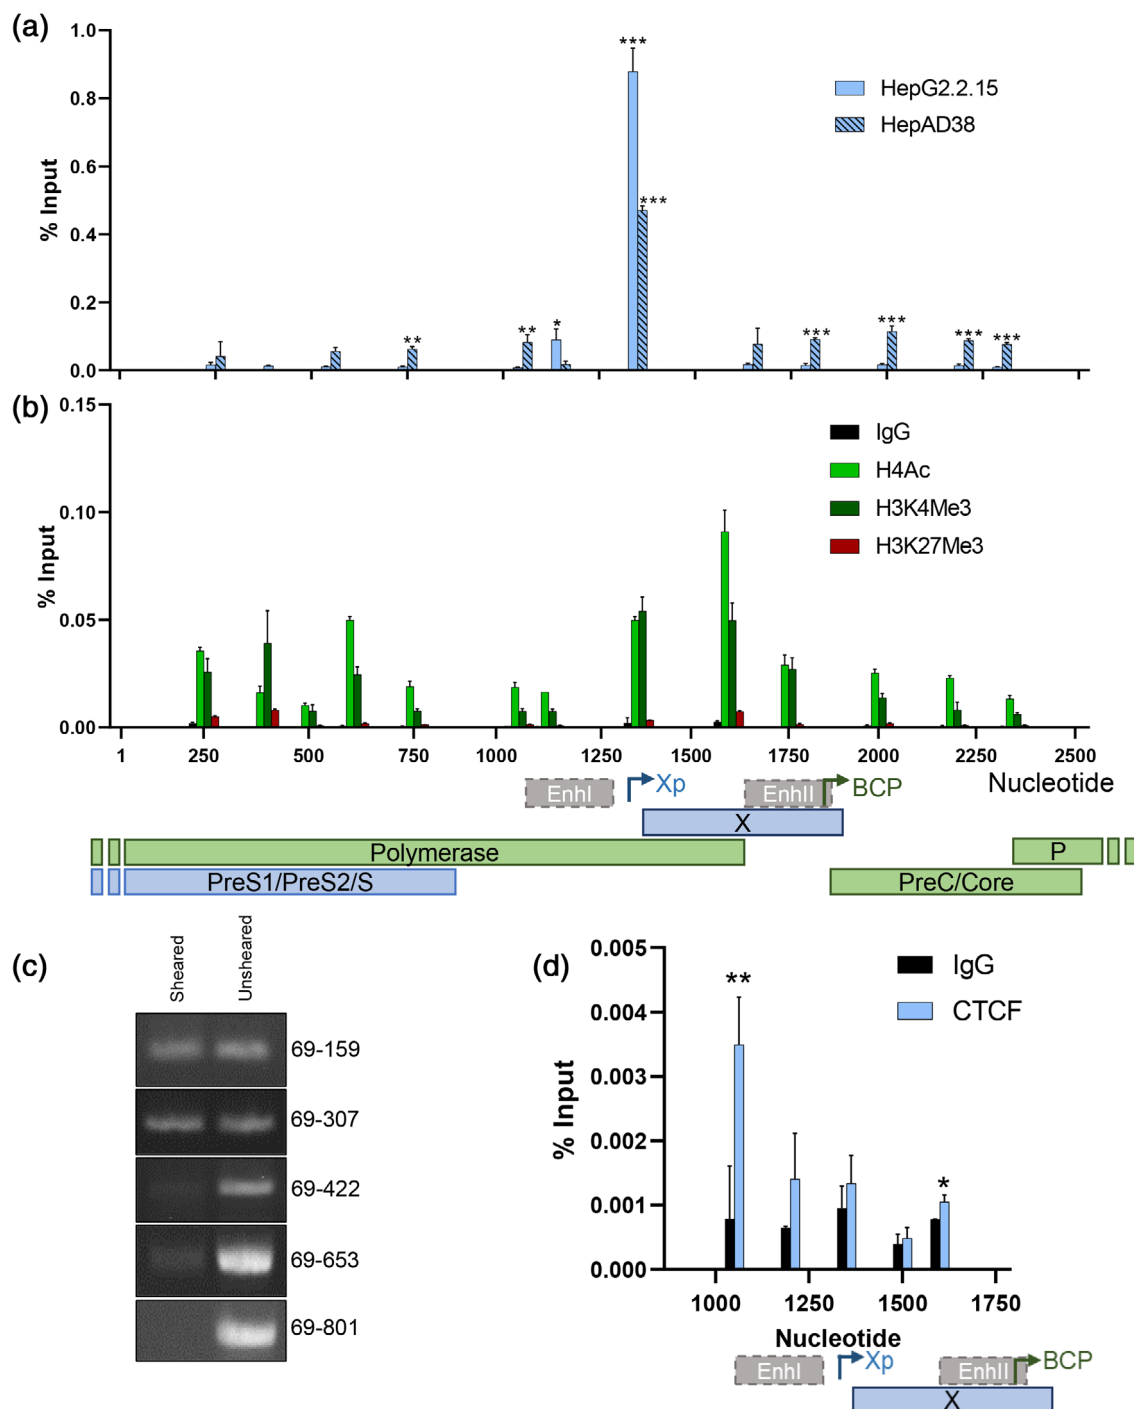 (a)
1.0
0.8
0.6
0.4
0.2
0.0
% Input
HepG2.2.15
HepAD38
**
**
*
***
***
***
***
***
***
(b)
0.15
0.10
0.05
0.00
% Input
IgG
H4Ac
H3K4Me3
H3K27Me3
1 250 500 750 1000 1250 1500 1750 2000 2250 2500
Nucleotide
EnhI Xp EnhII BCP
X
Polymerase P
PreS1/PreS2/S PreC/Core
(c)
Sheared
Unsheared
69-159
69-307
69-422
69-653
69-801
(d)
0.005
0.004
0.003
0.002
0.001
0.000
% Input
IgG
CTCF
**
*
1000 1250 1500 1750
Nucleotide
EnhI Xp EnhII BCP
X